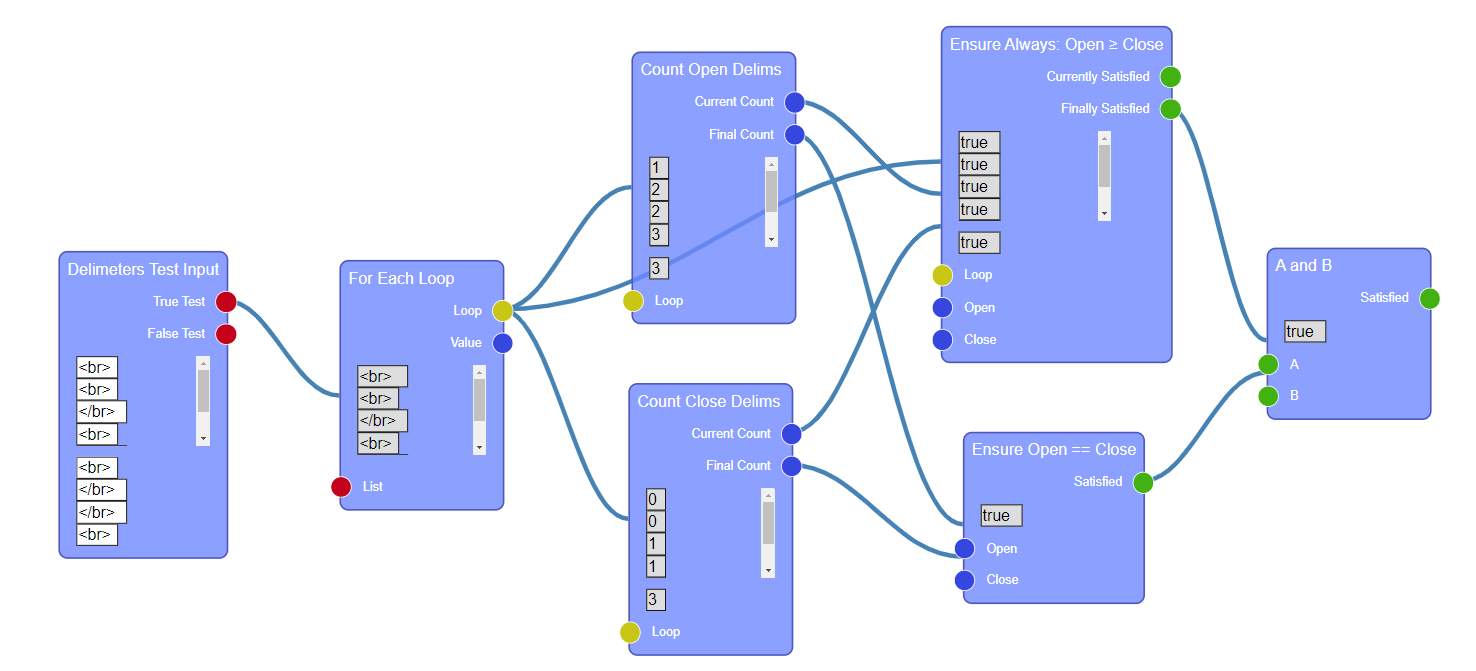 Delimeters Test Input
True Test
False Test
<br>
<br>
</br>
<br>
<br>
</br>
</br>
<br>
For Each Loop
Loop
Value
<br>
<br>
</br>
<br>
List
Count Open Delims
Current Count
Final Count
1
2
2
3
3
Loop
Count Close Delims
Current Count
Final Count
0
0
1
1
3
Loop
Ensure Always: Open ≥ Close
Currently Satisfied
Finally Satisfied
true
true
true
true
true
Loop
Open
Close
Ensure Open == Close
Satisfied
true
Open
Close
A and B
Satisfied
true
A
B